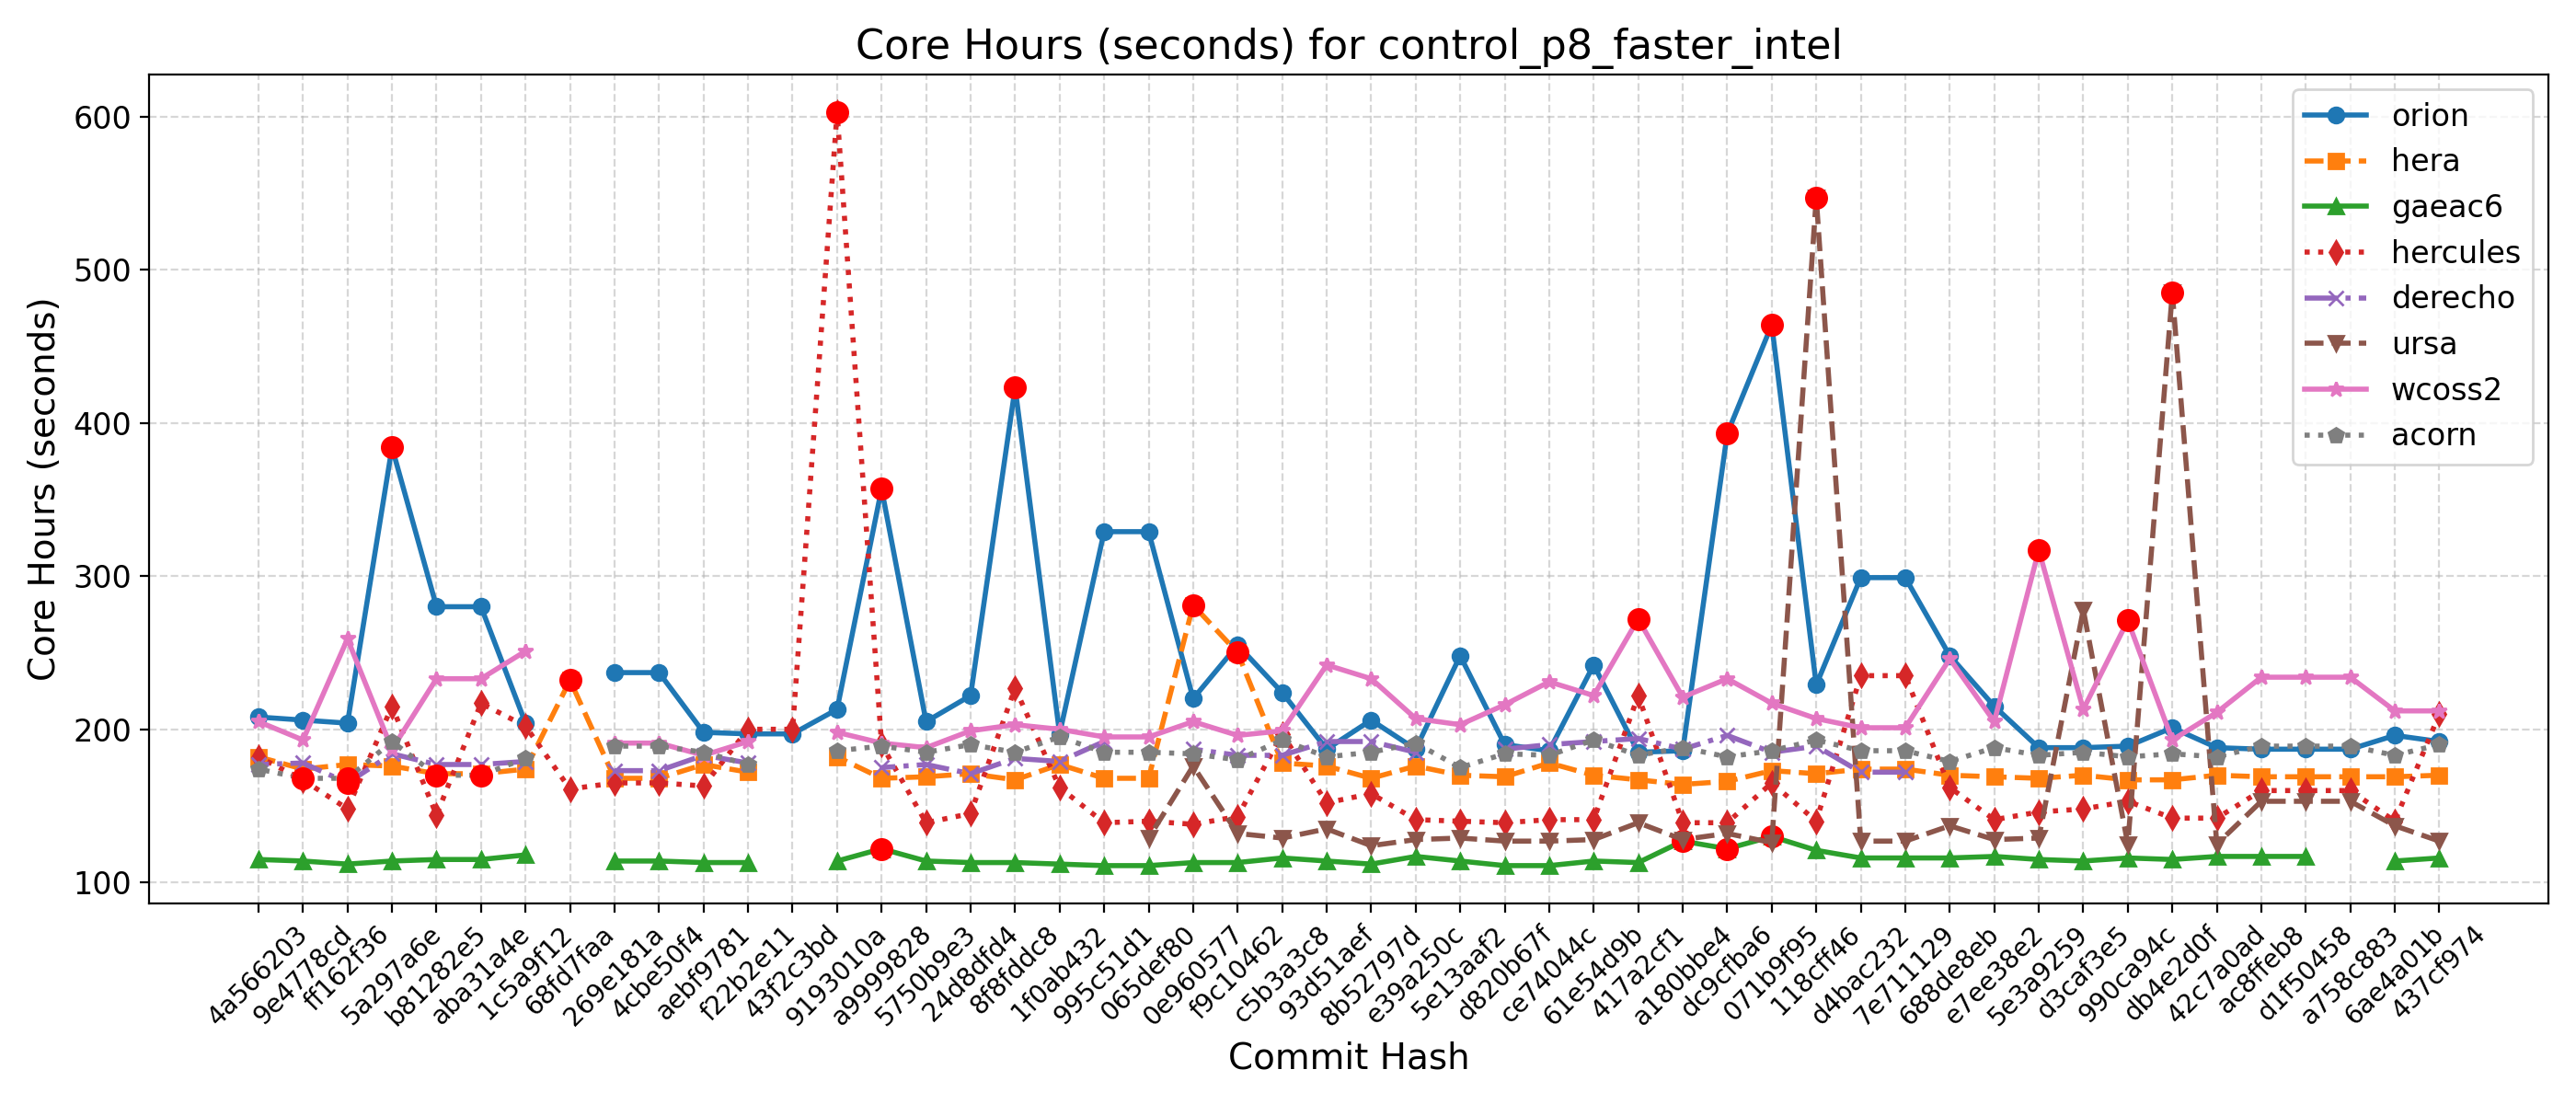 Core Hours (seconds) for control_p8_faster_intel
Core Hours (seconds)
600
500
400
300
200
100
orion
hera
gaeac6
hercules
derecho
ursa
wcoss2
acorn
4a566203
9e4778cd
ff162f36
5a297a6e
b81282e5
aba31a4e
1c5a9f12
68fd7faa
269e181a
4cbe50f4
aebf9781
f22b2e11
43f2c3bd
9193010a
a9999828
5750b9e3
24d8dfd4
8f8fddc8
1f0ab432
995c51d1
065def80
0e960577
f9c10462
c5b3a3c8
93d51aef
8b52797d
e39a250c
5e13aaf2
d820b67f
ce74044c
61e54d9b
417a2cf1
a180bbe4
dc9cfba6
071b9f95
118cff46
d4bac232
7e711129
688de8eb
e7ee38e2
5e3a9259
d3caf3e5
990ca94c
db4e2d0f
42c7a0ad
ac8ffeb8
d1f50458
a758c883
6ae4a01b
437cf974
Commit Hash